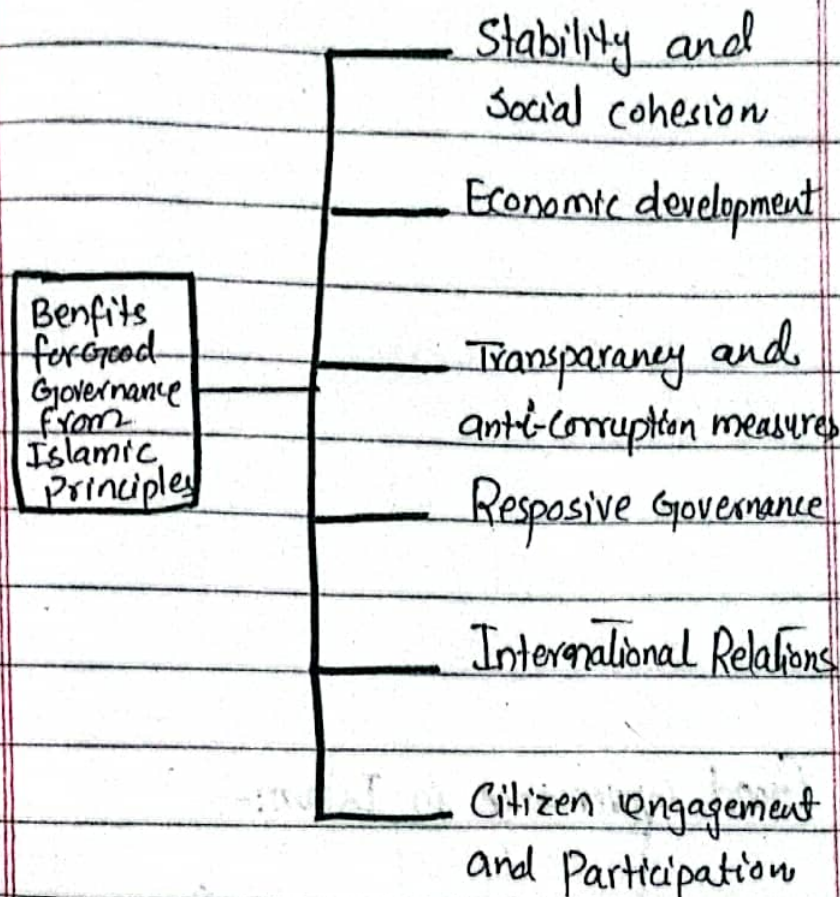 Stability and
Social cohesion
Economic development
Benfits
for Good
Governance
from
Islamic
Principles
Transparancy and
anti-Corruption measures
Resposive Governance
International Relations
Citizen engagement
and Participation